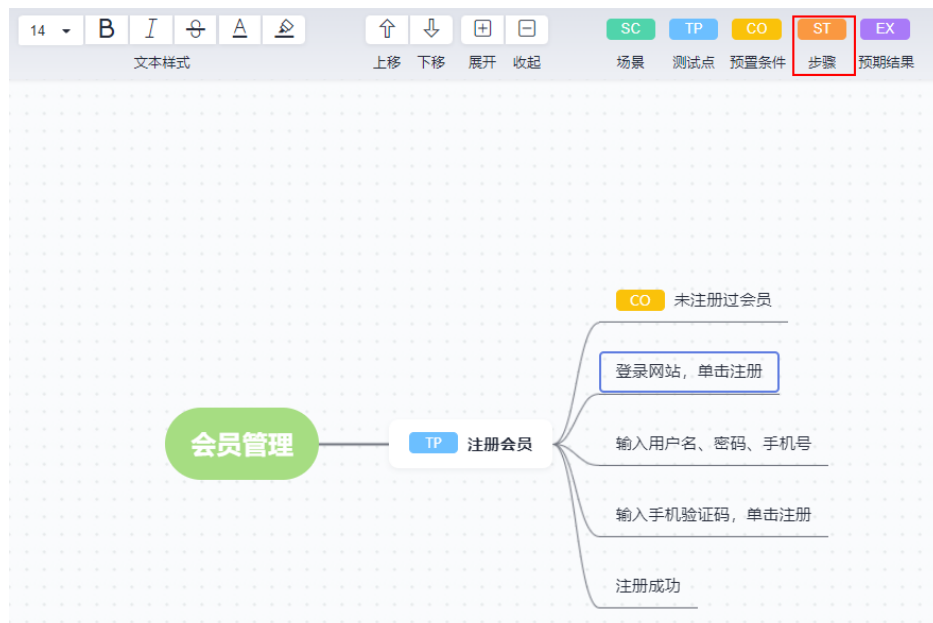 14 B I S A SC TP CO ST EX
文本样式 上移 下移 展开 收起 场景 测试点 预置条件 步骤 预期结果
CO 未注册过会员
登录网站，单击注册
会员管理 TP 注册会员 输入用户名、密码、手机号
输入手机验证码，单击注册
注册成功